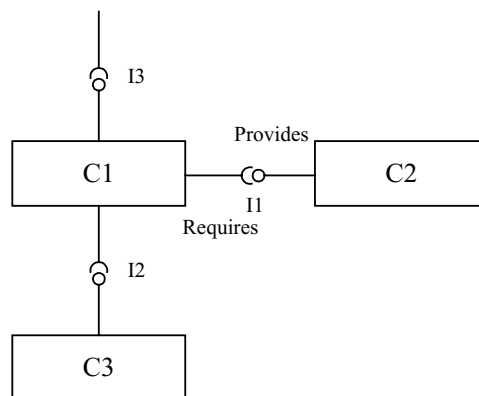 I3
Provides
C1
C2
I1
Requires
I2
C3